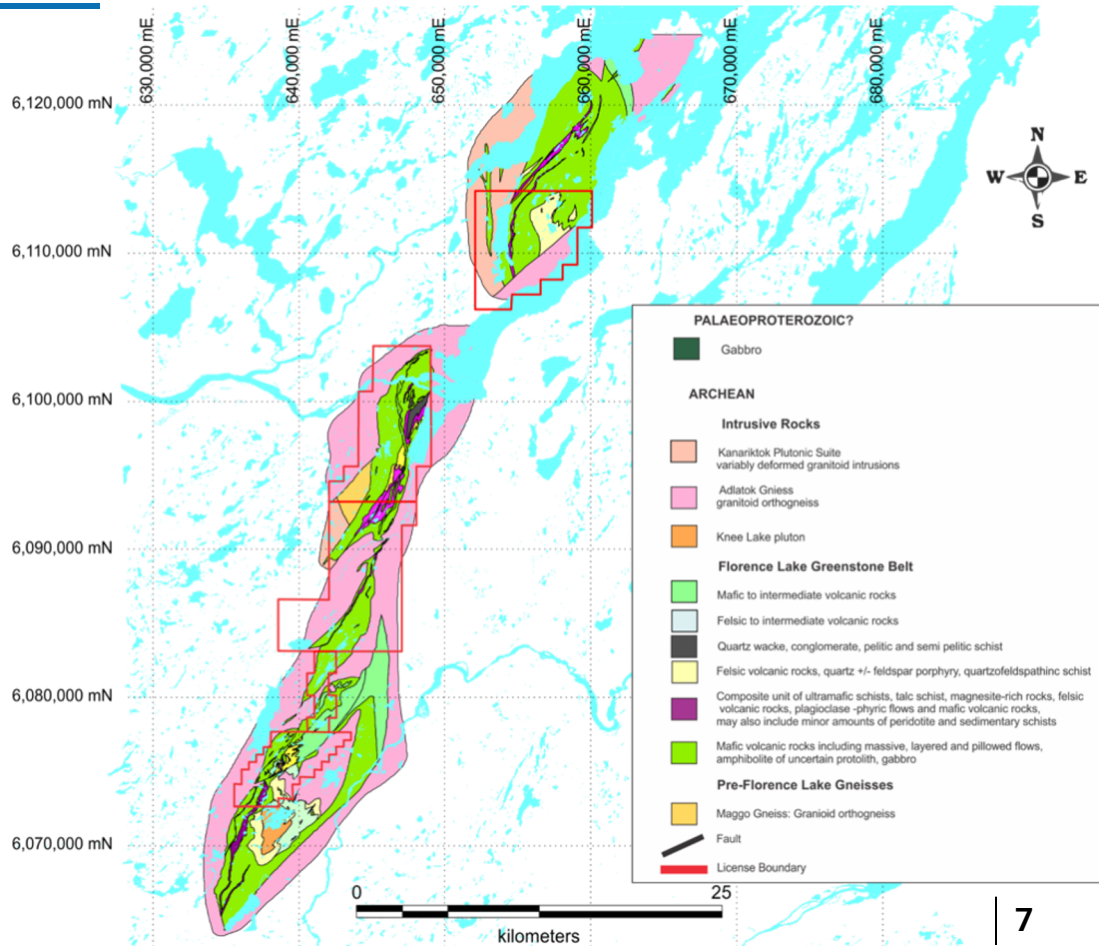 630,000 mE
640,000 mE
650,000 mE
660,000 mE
670,000 mE
680,000 mE
6,120,000 mN
6,110,000 mN
6,100,000 mN
6,090,000 mN
6,080,000 mN
6,070,000 mN
N
W E
S
PALAEOPROTEROZOIC?
Gabbro
ARCHEAN
Intrusive Rocks
Kanariktok Plutonic Suite
variably deformed granitoid intrusions
Adlatok Gniess
granitoid orthogneiss
Knee Lake pluton
Florence Lake Greenstone Belt
Mafic to intermediate volcanic rocks
Felsic to intermediate volcanic rocks
Quartz wacke, conglomerate, pelitic and semi pelitic schist
Felsic volcanic rocks, quartz +/- feldspar porphyry, quartzofeldspathinc schist
Composite unit of ultramafic schists, talc schist, magnesite-rich rocks, felsic
volcanic rocks, plagioclase -phyric flows and mafic volcanic rocks,
may also include minor amounts of peridotite and sedimentary schists
Mafic volcanic rocks including massive, layered and pillowed flows,
amphibolite of uncertain protolith, gabbro
Pre-Florence Lake Gneisses
Maggo Gneiss: Granioid orthogneiss
Fault
License Boundary
0 25
kilometers
7